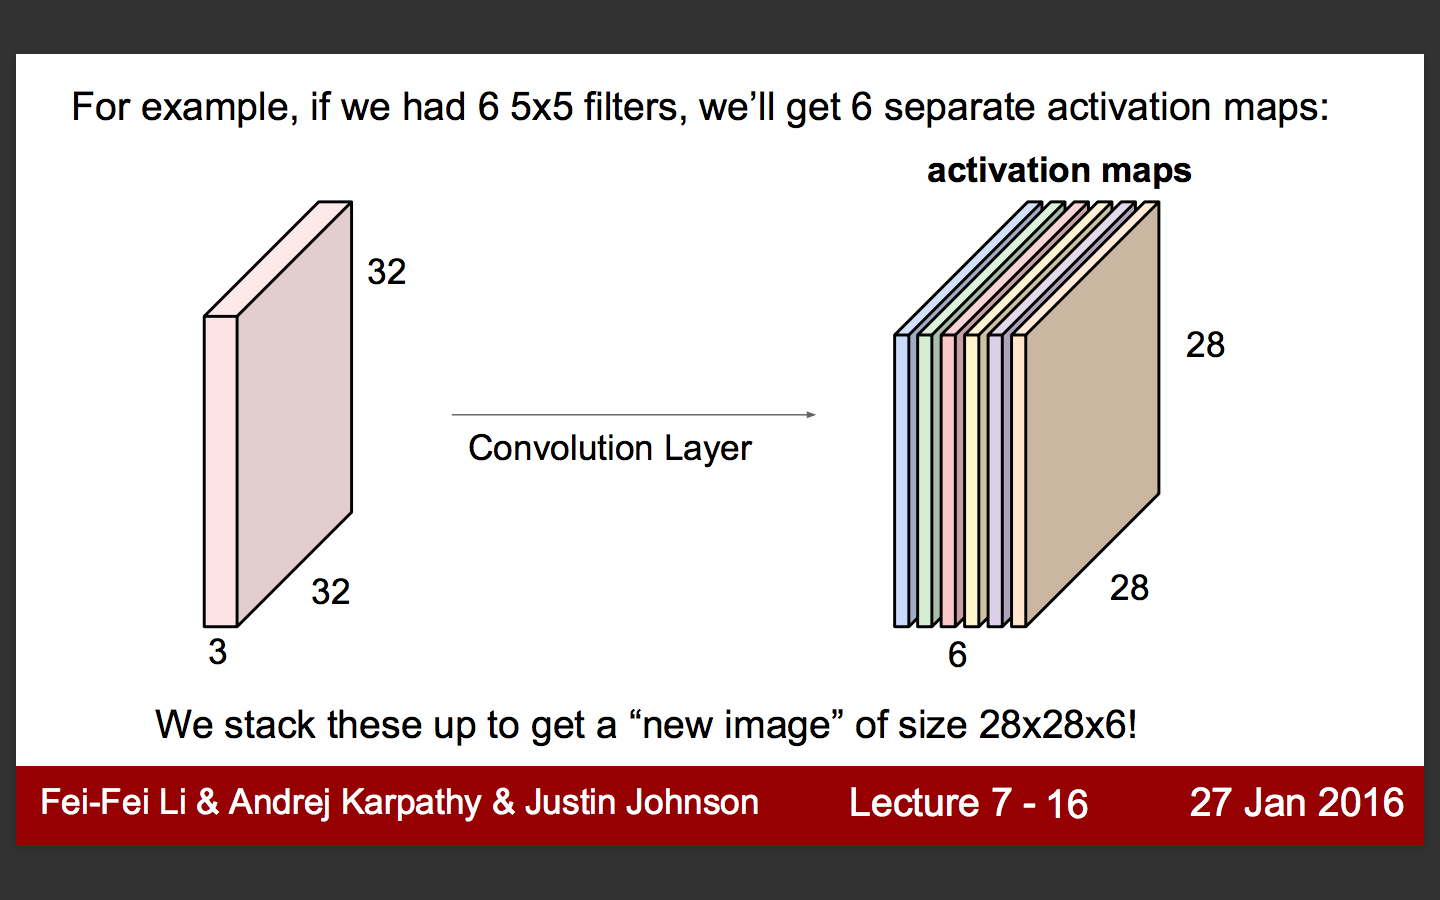 For example, if we had 6 5x5 filters, we’ll get 6 separate activation maps:
activation maps
32
28
Convolution Layer
32
28
3
6
We stack these up to get a “new image” of size 28x28x6!
Fei-Fei Li & Andrej Karpathy & Justin Johnson
Lecture 7 - 16
27 Jan 2016